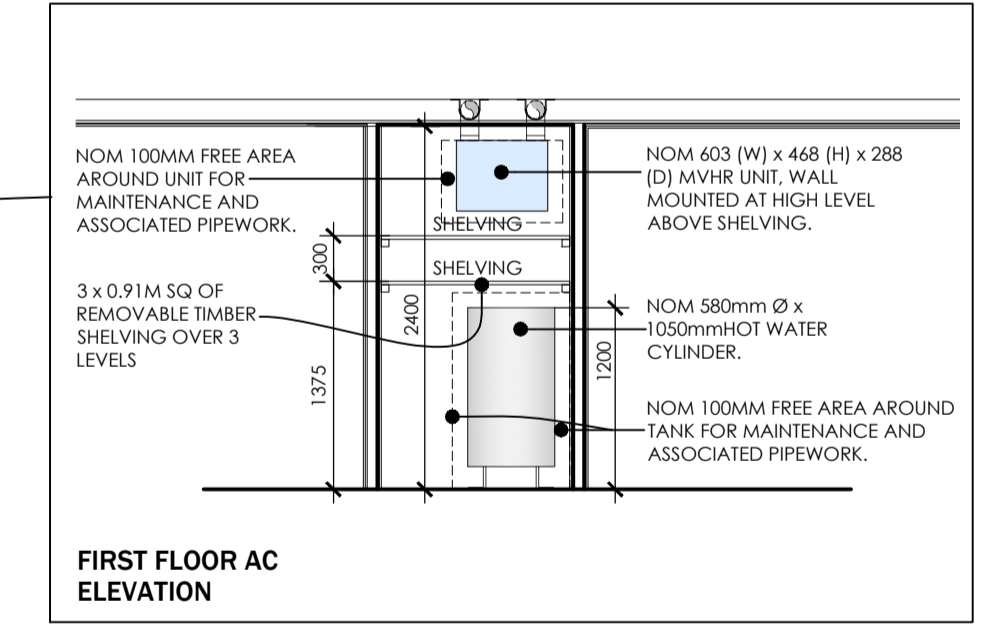 NOM 100MM FREE AREA
AROUND UNIT FOR
MAINTENANCE AND
ASSOCIATED PIPEWORK.
NOM 603 (W) x 468 (H) x 288
(D) MVHR UNIT, WALL
MOUNTED AT HIGH LEVEL
ABOVE SHELVING.
SHELVING
300
SHELVING
3 x 0.91M SQ OF
REMOVABLE TIMBER
SHELVING OVER 3
LEVELS
2400
NOM 580mm Ø x
1050mmHOT WATER
CYLINDER.
1375
1200
NOM 100MM FREE AREA AROUND
TANK FOR MAINTENANCE AND
ASSOCIATED PIPEWORK.
FIRST FLOOR AC
ELEVATION